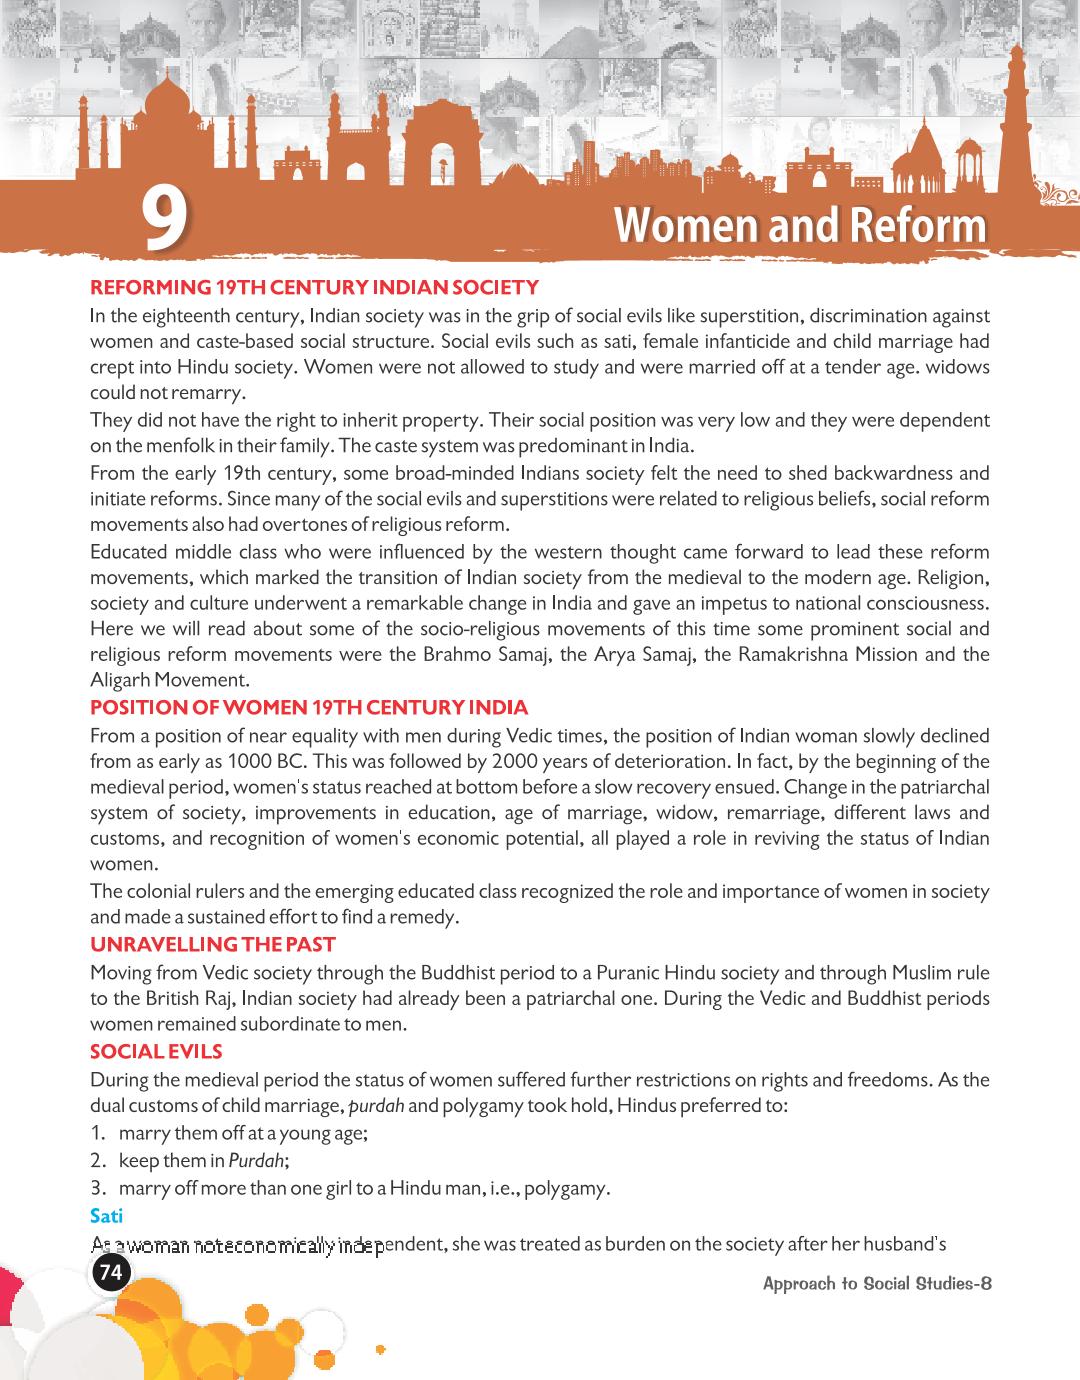 9
Women and Reform
REFORMING 19TH CENTURY INDIAN SOCIETY
In the eighteenth century, Indian society was in the grip of social evils like superstition, discrimination against
women and caste-based social structure. Social evils such as sati, female infanticide and child marriage had
crept into Hindu society. Women were not allowed to study and were married off at a tender age. widows
could not remarry.
They did not have the right to inherit property. Their social position was very low and they were dependent
on the menfolk in their family. The caste system was predominant in India.
From the early 19th century, some broad-minded Indians society felt the need to shed backwardness and
initiate reforms. Since many of the social evils and superstitions were related to religious beliefs, social reform
movements also had overtones of religious reform.
Educated middle class who were influenced by the western thought came forward to lead these reform
movements, which marked the transition of Indian society from the medieval to the modern age. Religion,
society and culture underwent a remarkable change in India and gave an impetus to national consciousness.
Here we will read about some of the socio-religious movements of this time some prominent social and
religious reform movements were the Brahmo Samaj, the Arya Samaj, the Ramakrishna Mission and the
Aligarh Movement.
POSITION OF WOMEN 19TH CENTURY INDIA
From a position of near equality with men during Vedic times, the position of Indian woman slowly declined
from as early as 1000 BC. This was followed by 2000 years of deterioration. In fact, by the beginning of the
medieval period, women's status reached at bottom before a slow recovery ensued. Change in the patriarchal
system of society, improvements in education, age of marriage, widow, remarriage, different laws and
customs, and recognition of women's economic potential, all played a role in reviving the status of Indian
women.
The colonial rulers and the emerging educated class recognized the role and importance of women in society
and made a sustained effort to find a remedy.
UNRAVELLING THE PAST
Moving from Vedic society through the Buddhist period to a Puranic Hindu society and through Muslim rule
to the British Raj, Indian society had already been a patriarchal one. During the Vedic and Buddhist periods
women remained subordinate to men.
SOCIAL EVILS
During the medieval period the status of women suffered further restrictions on rights and freedoms. As the
dual customs of child marriage, purdah and polygamy took hold, Hindus preferred to:
1. marry them off at a young age;
2. keep them in Purdah;
3. marry off more than one girl to a Hindu man, i.e., polygamy.
Sati
As a woman not economically independent, she was treated as burden on the society after her husband's
74
Approach to Social Studies-8